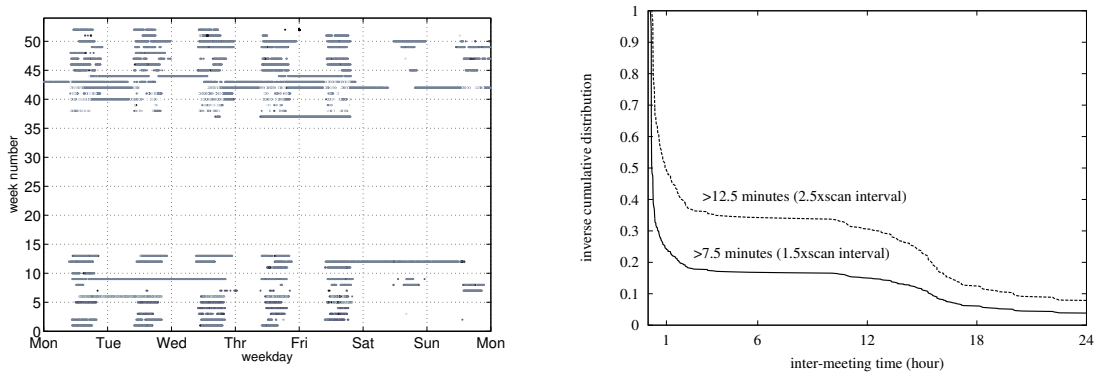 50
45
40
35
30
25
20
15
10
5
0
week number
Mon Tue Wed Thr Fri Sat Sun Mon
weekday
1
0.9
0.8
0.7
0.6
0.5
0.4
0.3
0.2
0.1
0
inverse cumulative distribution
>12.5 minutes (2.5xscan interval)
>7.5 minutes (1.5xscan interval)
1 6 12 18 24
inter-meeting time (hour)